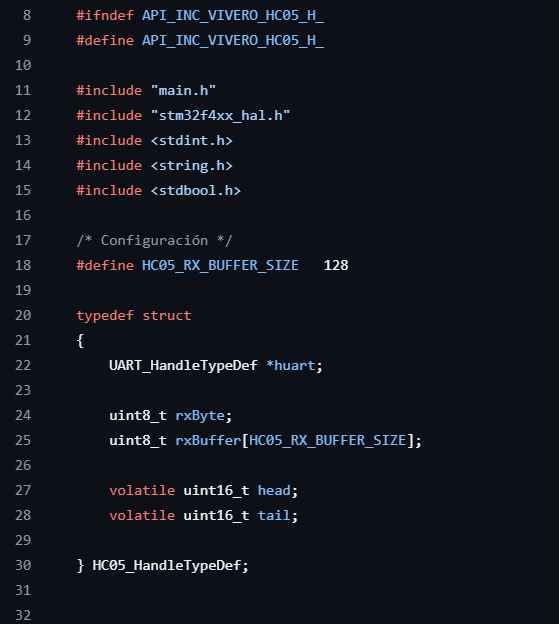 8 #ifndef API_INC_VIVERO_HC05_H_
9 #define API_INC_VIVERO_HC05_H_
10
11 #include "main.h"
12 #include "stm32f4xx_hal.h"
13 #include <stdint.h>
14 #include <string.h>
15 #include <stdbool.h>
16
17 /* Configuración */
18 #define HC05_RX_BUFFER_SIZE   128
19
20 typedef struct
21 {
22     UART_HandleTypeDef *huart;
23
24     uint8_t rxByte;
25     uint8_t rxBuffer[HC05_RX_BUFFER_SIZE];
26
27     volatile uint16_t head;
28     volatile uint16_t tail;
29
30 } HC05_HandleTypeDef;
31
32